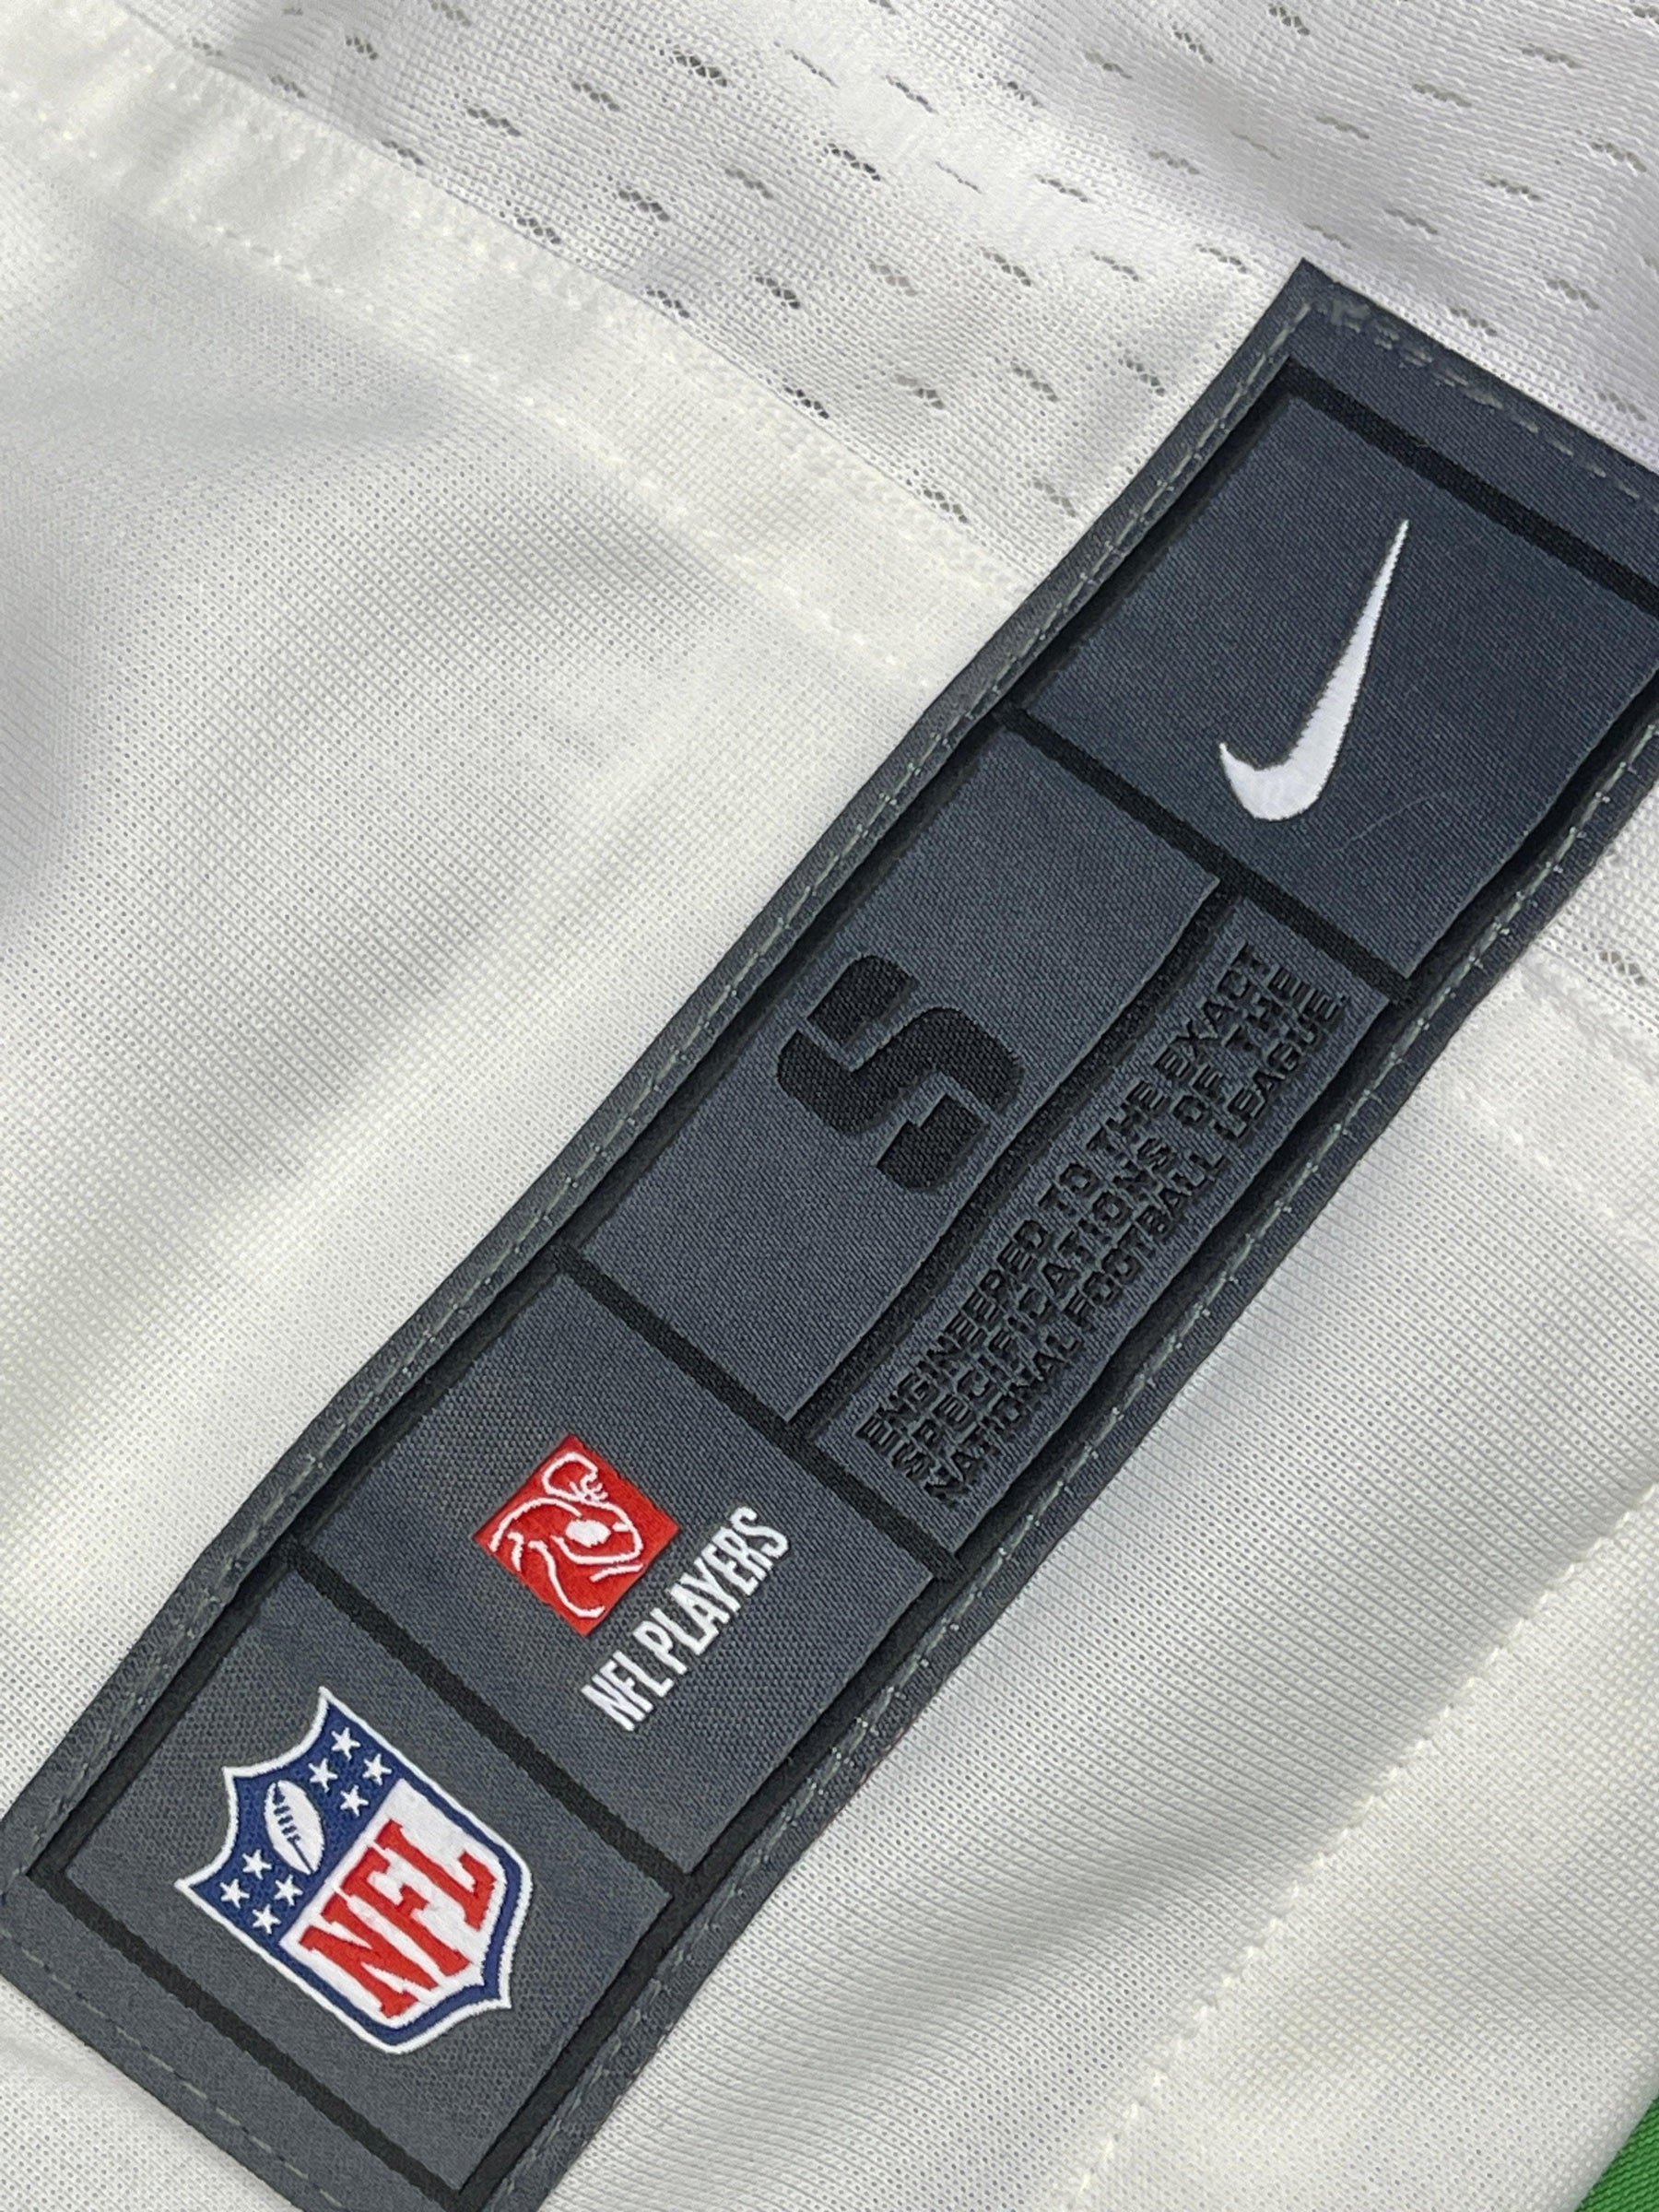 S
ENGINEERED TO THE EXACT
SPECIFICATIONS OF THE
NATIONAL FOOTBALL LEAGUE.
NFL PLAYERS
NFL